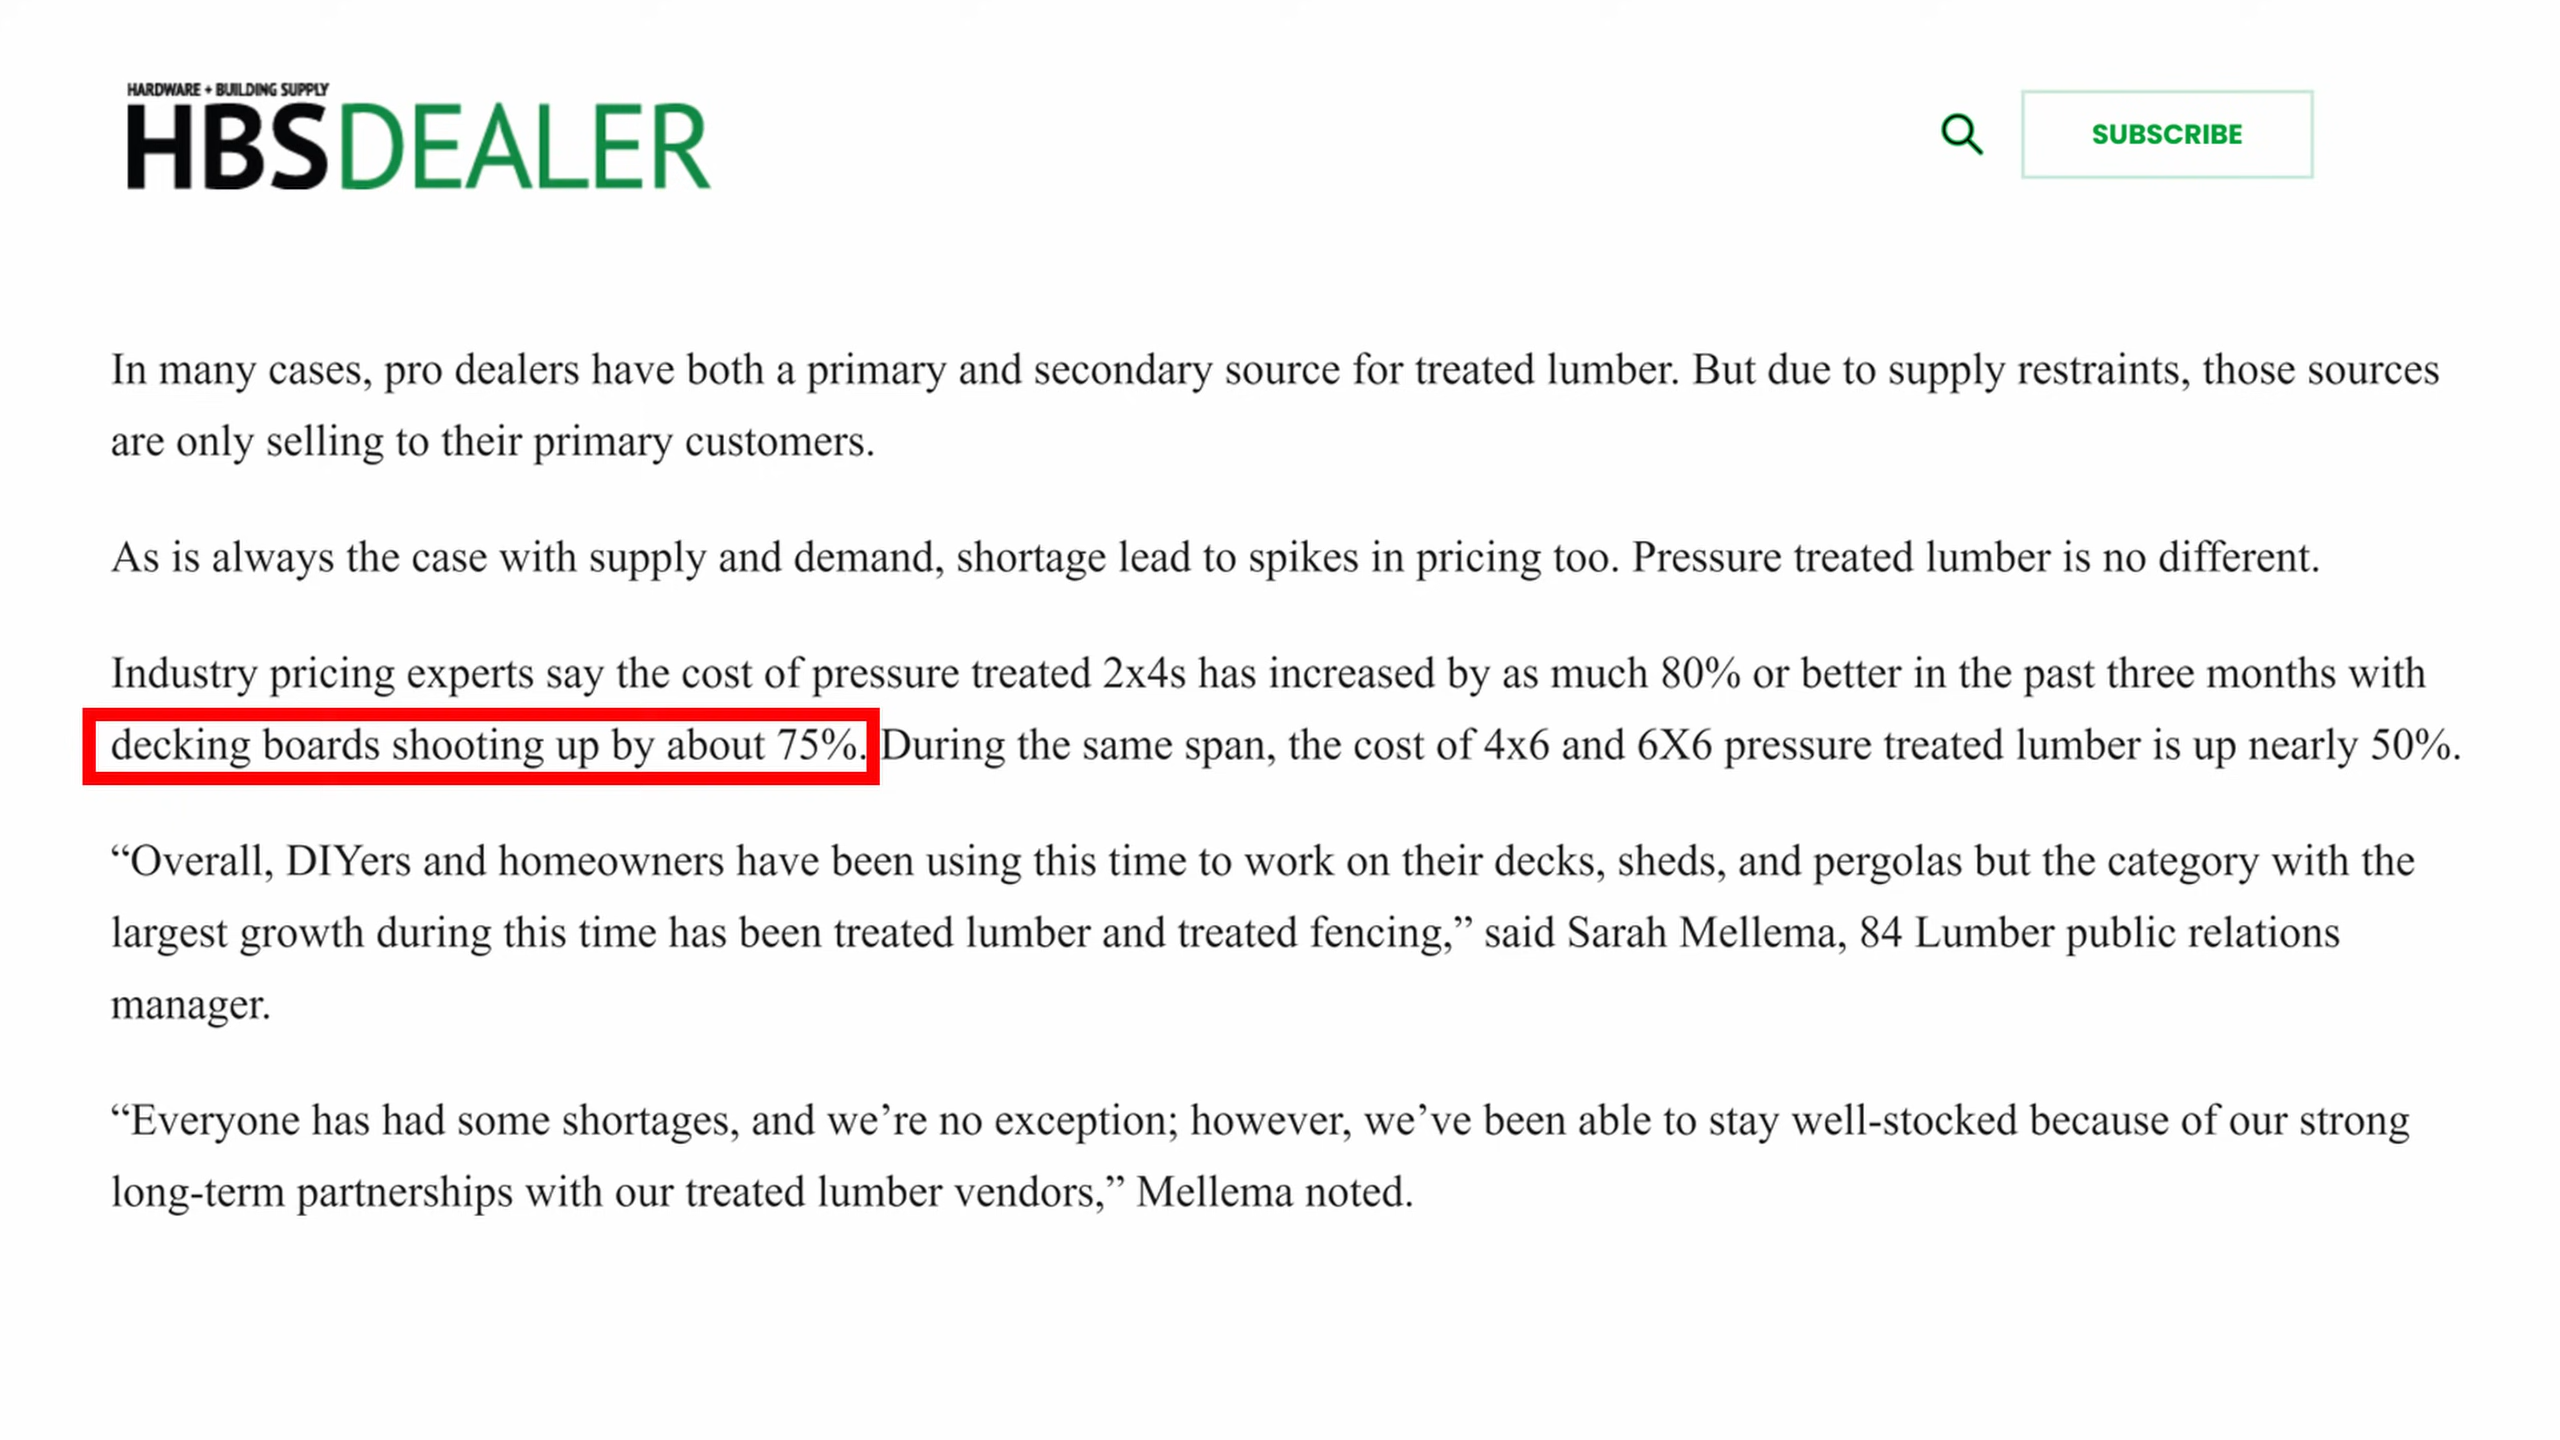 HARDWARE + BUILDING SUPPLY
HBSDEALER
SUBSCRIBE
In many cases, pro dealers have both a primary and secondary source for treated lumber. But due to supply restraints, those sources
are only selling to their primary customers.
As is always the case with supply and demand, shortage lead to spikes in pricing too. Pressure treated lumber is no different.
Industry pricing experts say the cost of pressure treated 2x4s has increased by as much 80% or better in the past three months with
decking boards shooting up by about 75%. During the same span, the cost of 4x6 and 6X6 pressure treated lumber is up nearly 50%.
“Overall, DIYers and homeowners have been using this time to work on their decks, sheds, and pergolas but the category with the
largest growth during this time has been treated lumber and treated fencing,” said Sarah Mellema, 84 Lumber public relations
manager.
“Everyone has had some shortages, and we’re no exception; however, we’ve been able to stay well-stocked because of our strong
long-term partnerships with our treated lumber vendors,” Mellema noted.